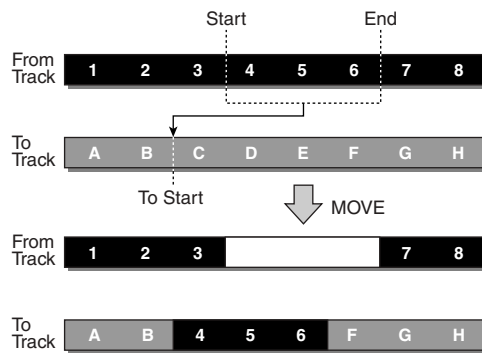 Start End
From Track 1 2 3 4 5 6 7 8
To Track A B C D E F G H
To Start
MOVE
From Track 1 2 3 7 8
To Track A B 4 5 6 F G H